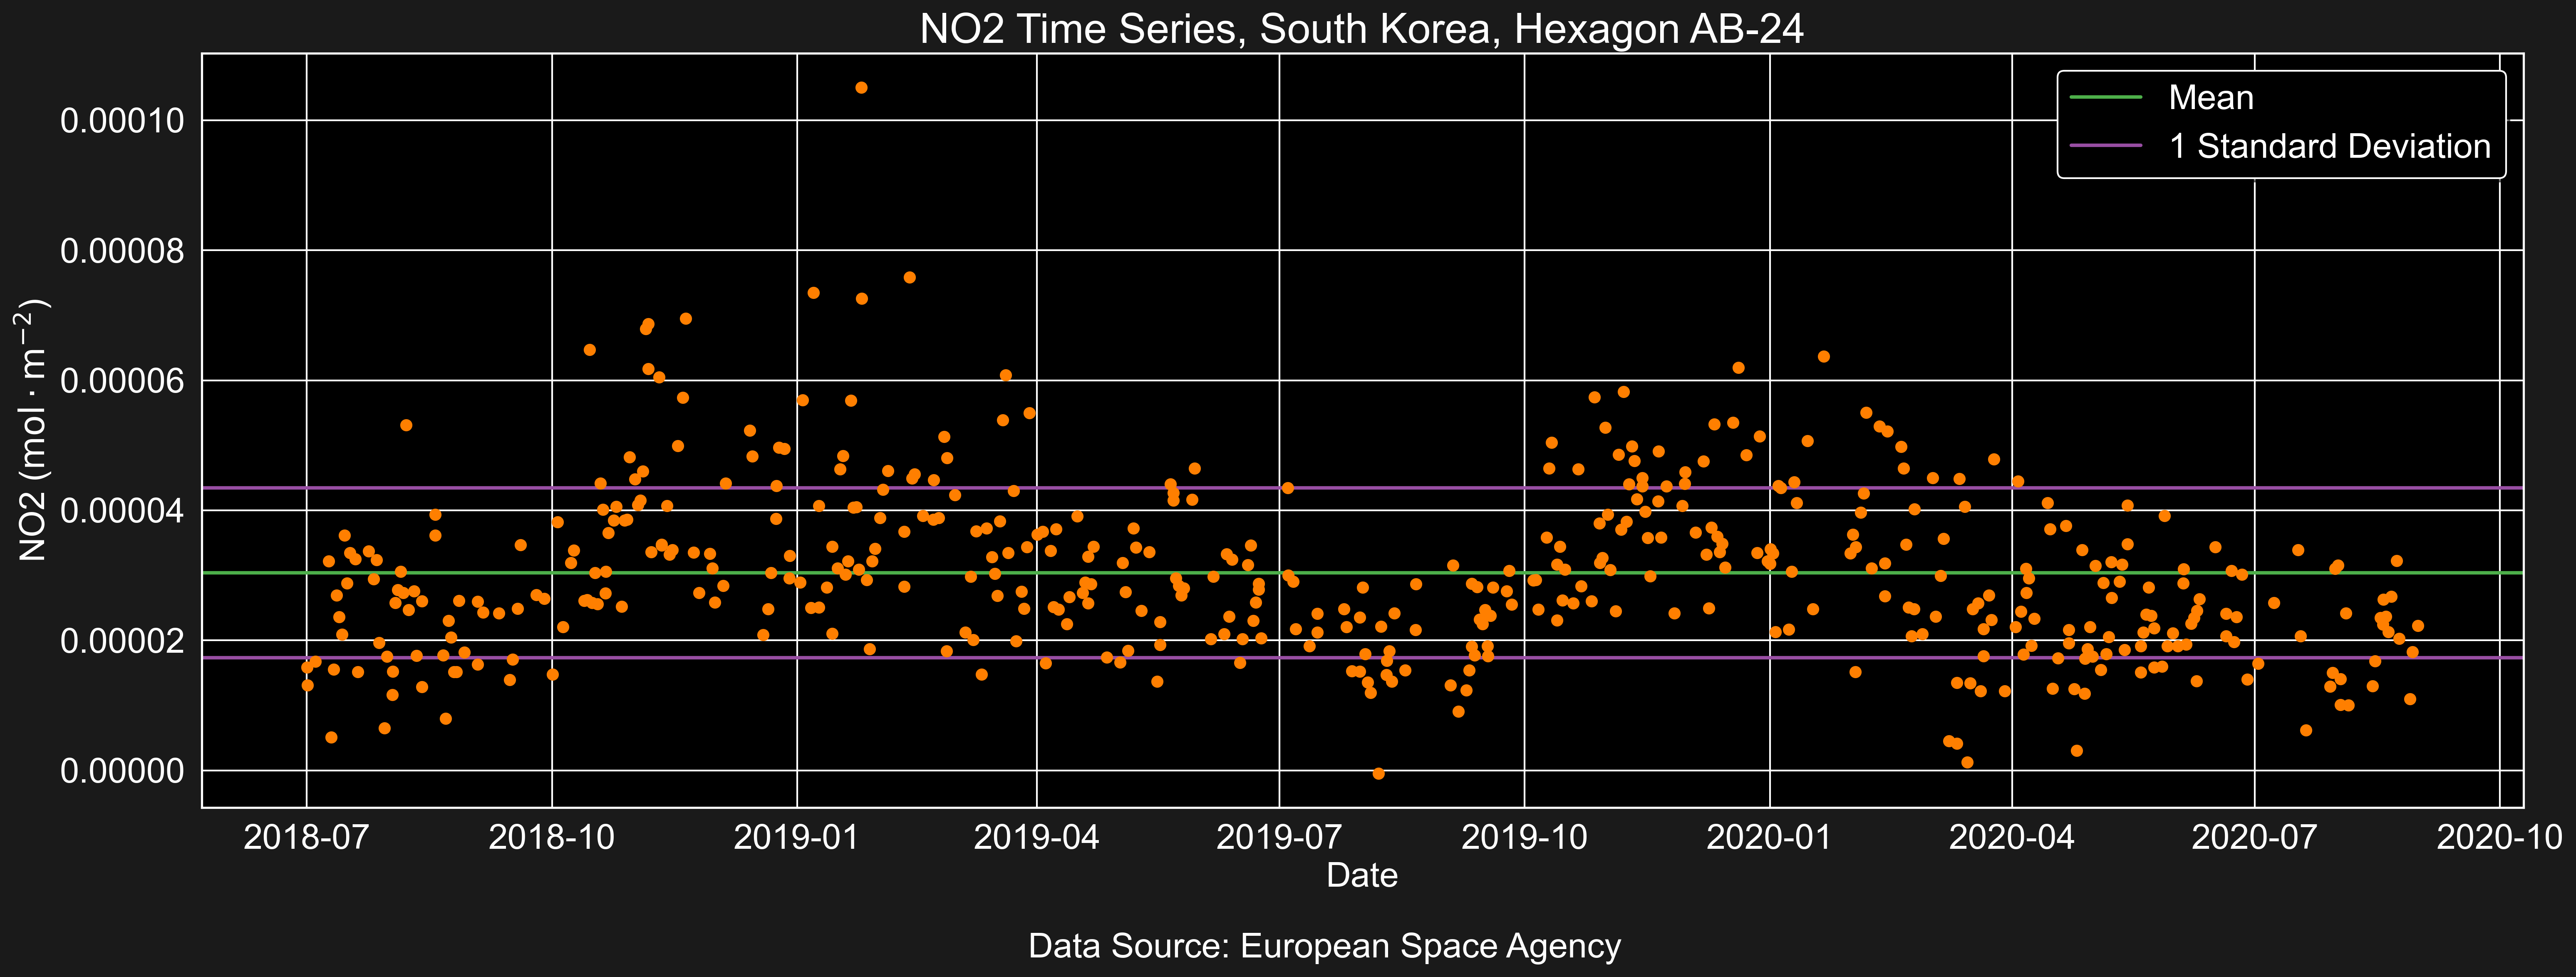 NO2 Time Series, South Korea, Hexagon AB-24
Mean
1 Standard Deviation
NO2 (mol · m⁻²)
0.00010
0.00008
0.00006
0.00004
0.00002
0.00000
2018-07 2018-10 2019-01 2019-04 2019-07 2019-10 2020-01 2020-04 2020-07 2020-10
Date
Data Source: European Space Agency